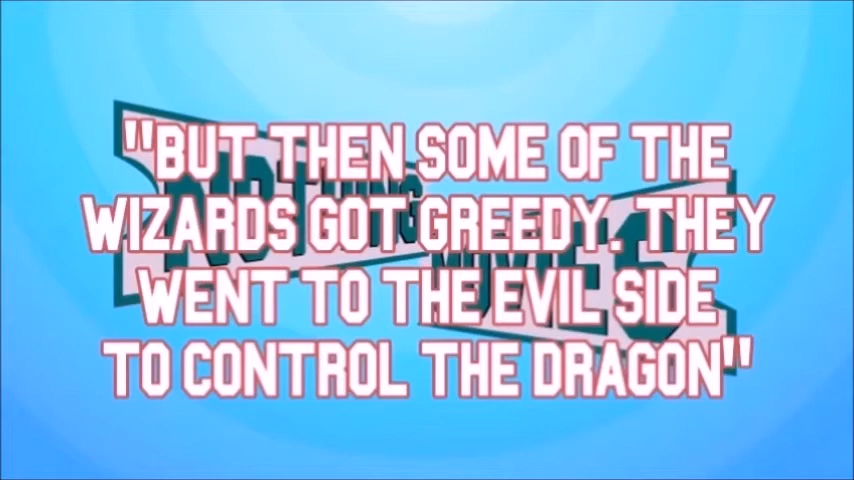 "BUT THEN SOME OF THE
WIZARDS GOT GREEDY. THEY
WENT TO THE EVIL SIDE
TO CONTROL THE DRAGON"